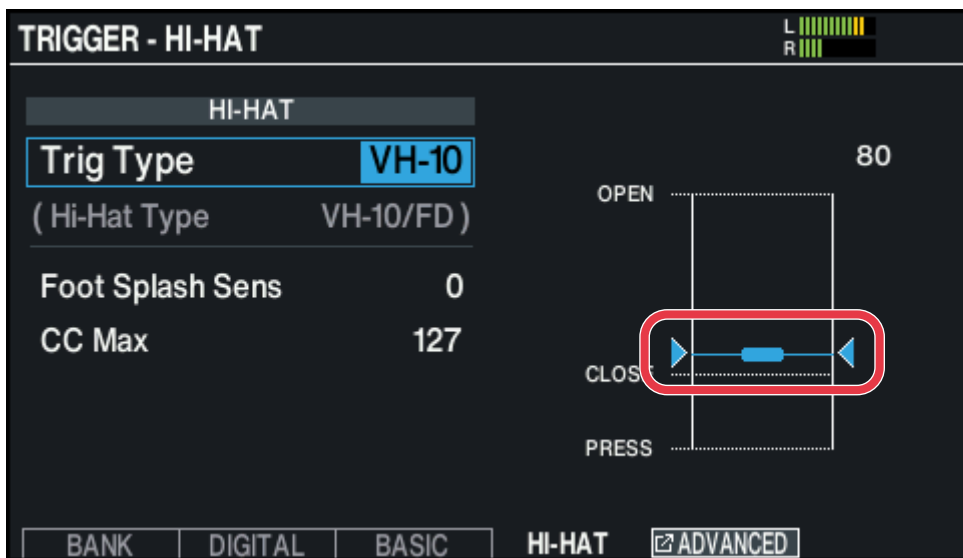 TRIGGER - HI-HAT
L
R
HI-HAT
Trig Type VH-10
( Hi-Hat Type VH-10/FD )
Foot Splash Sens 0
CC Max 127
80
OPEN
CLOSE
PRESS
BANK DIGITAL BASIC HI-HAT ADVANCED